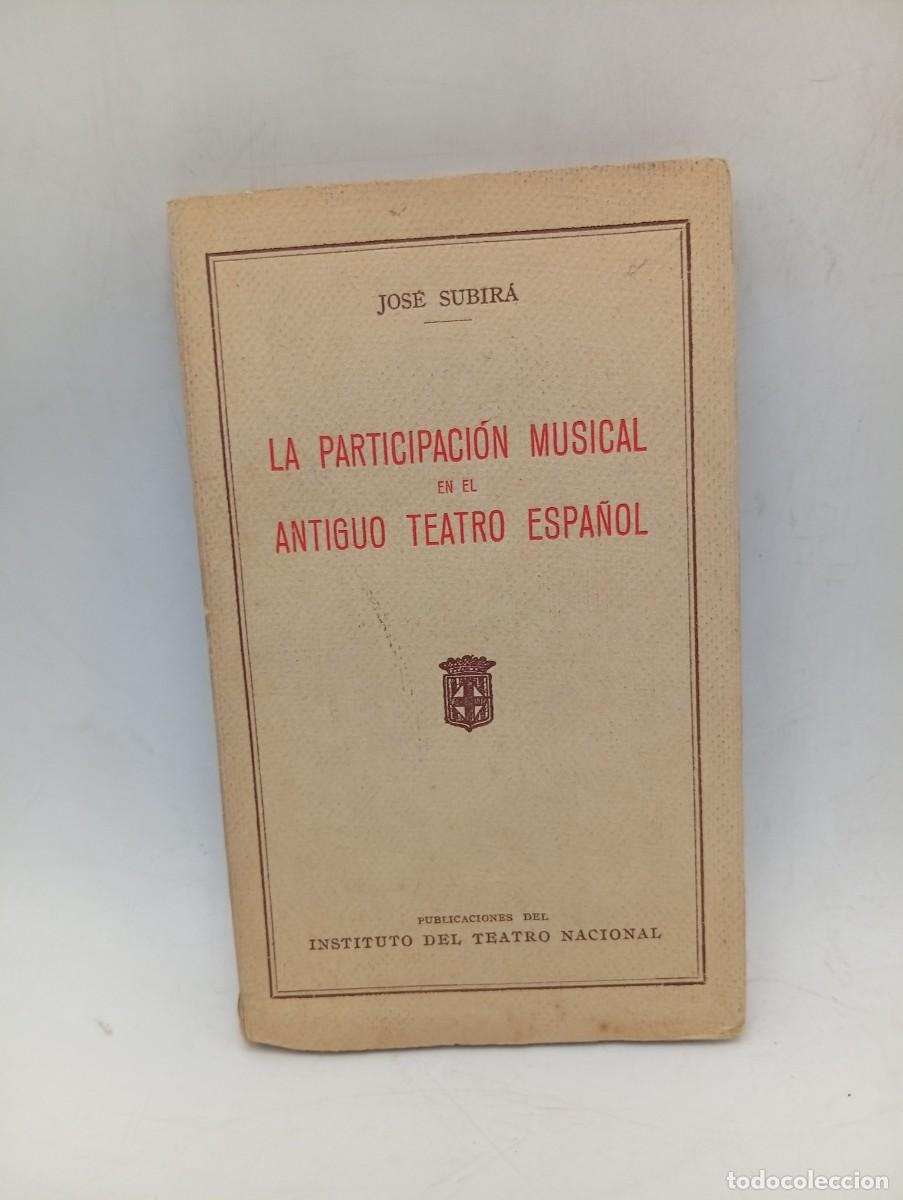 JOSÉ SUBIRÁ
LA PARTICIPACIÓN MUSICAL
EN EL
ANTIGUO TEATRO ESPAÑOL
PUBLICACIONES DEL
INSTITUTO DEL TEATRO NACIONAL
todocoleccion